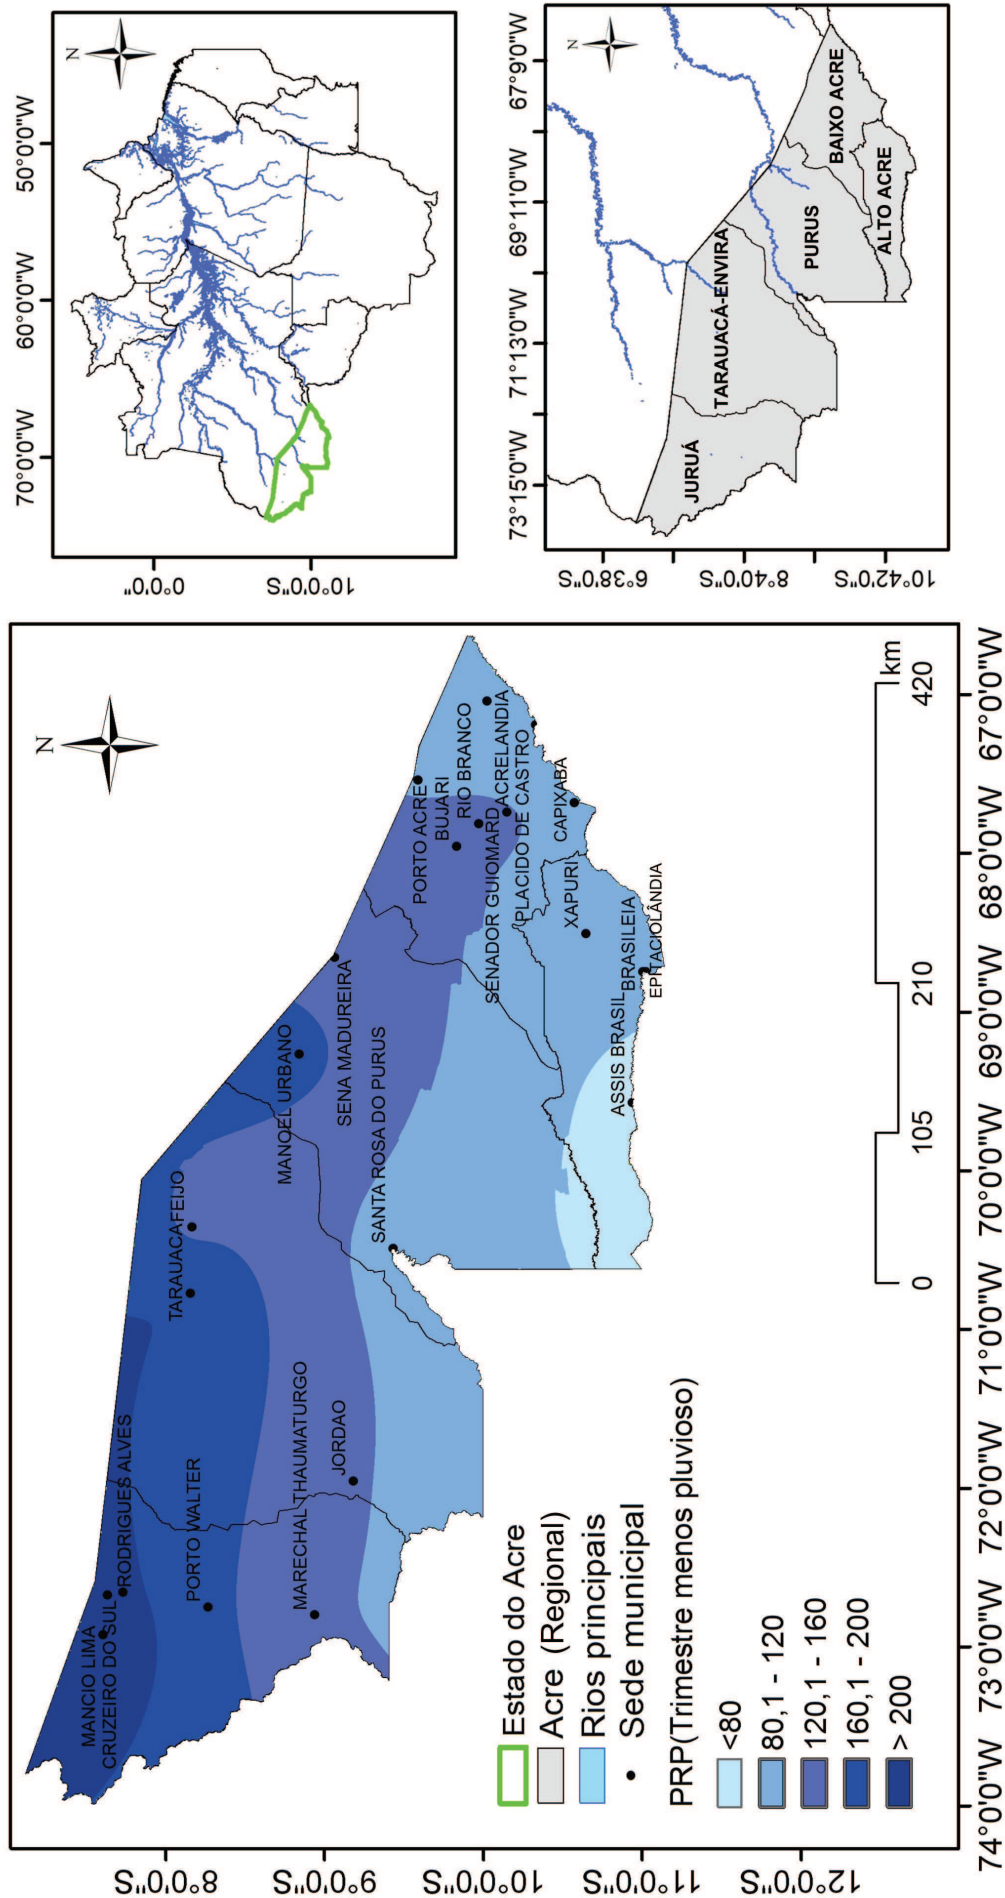 N
MANCIO LIMA
CRUZEIRO DO SUL
RODRIGUES ALVES
PORTO WALTER
MARECHAL THAUMATURGO
JORDAO
TARAUACA
FEIJO
MANOEL URBANO
SENA MADUREIRA
SANTA ROSA DO PURUS
PORTO ACRE
BUJARI
RIO BRANCO
SENADOR GUIOMARD
ACRELANDIA
PLACIDO DE CASTRO
CAPIXABA
XAPURI
BRASILEIA
EPITACIOLÂNDIA
ASSIS BRASIL
8°0'0"S
9°0'0"S
10°0'0"S
11°0'0"S
12°0'0"S
74°0'0"W
73°0'0"W
72°0'0"W
71°0'0"W
70°0'0"W
69°0'0"W
68°0'0"W
67°0'0"W
0
105
210
420
km
Estado do Acre
Acre (Regional)
Rios principais
Sede municipal
PRP(Trimestre menos pluvioso)
<80
80,1 - 120
120,1 - 160
160,1 - 200
> 200
70°0'0"W
60°0'0"W
50°0'0"W
N
0°0'0"
10°0'0"S
73°15'0"W
71°13'0"W
69°11'0"W
67°9'0"W
N
6°38'0"S
8°40'0"S
10°42'0"S
JURUÁ
TARAUACÁ-ENVIRA
PURUS
BAIXO ACRE
ALTO ACRE